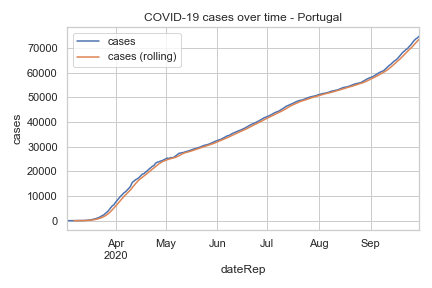 COVID-19 cases over time - Portugal
cases
cases (rolling)
70000
60000
50000
40000
30000
20000
10000
0
cases
Apr
2020
May
Jun
Jul
Aug
Sep
dateRep